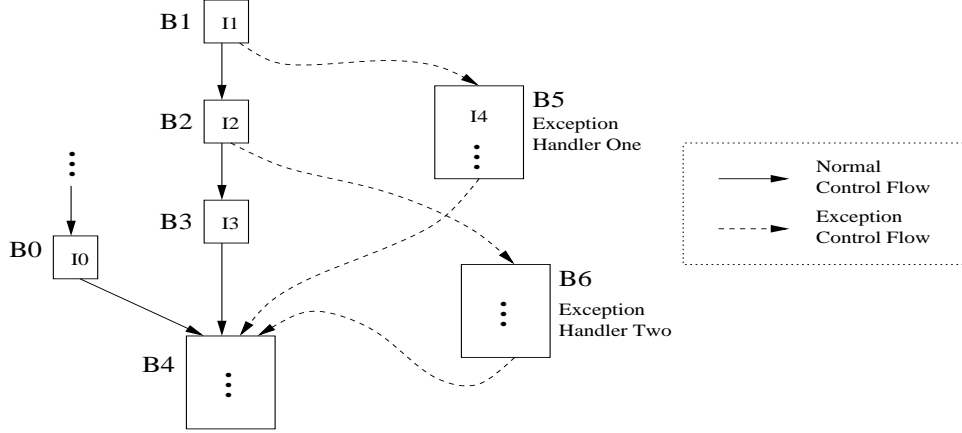 B1
I1
B2
I2
B5
I4
Exception
Handler One
B3
I3
B0
I0
B6
Exception
Handler Two
B4
Normal
Control Flow
Exception
Control Flow